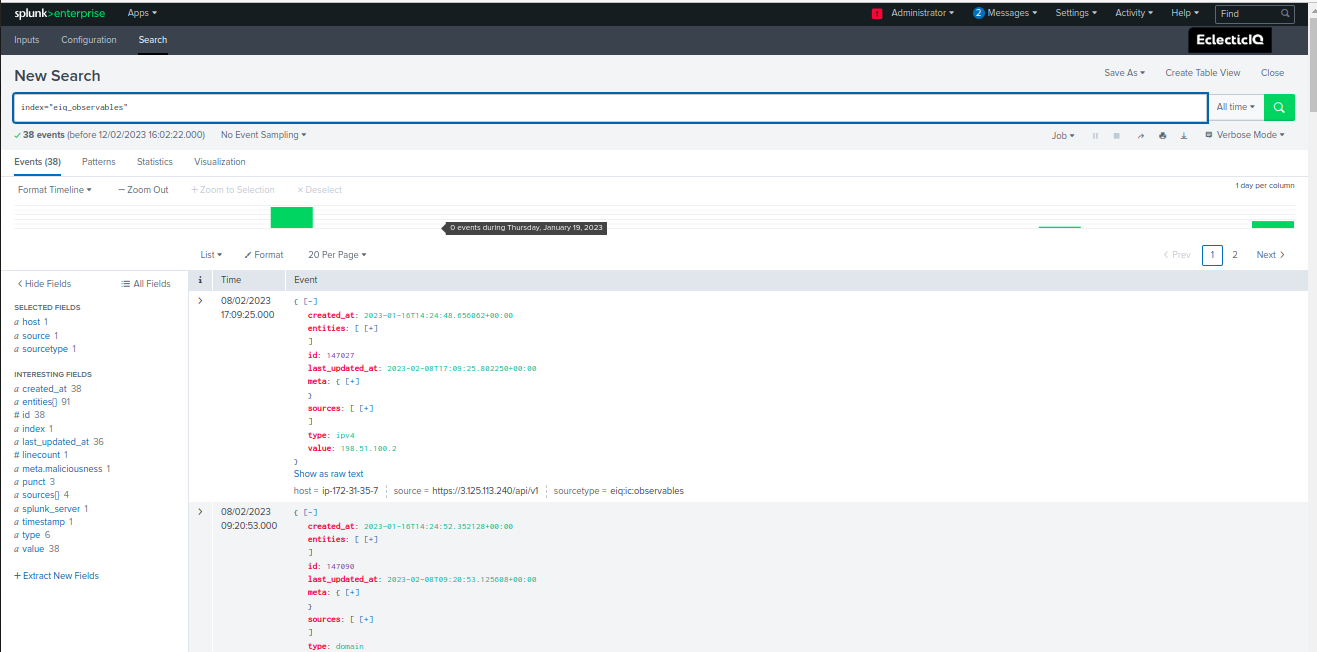 splunk>enterprise Apps ▾ ! Administrator ▾ 2 Messages ▾ Settings ▾ Activity ▾ Help ▾ Find
Inputs Configuration Search EclecticIQ
New Search Save As ▾ Create Table View Close
index="eiq_observables" All time ▾
✓ 38 events (before 12/02/2023 16:02:22.000) No Event Sampling ▾ Job ▾ Verbose Mode ▾
Events (38) Patterns Statistics Visualization
Format Timeline ▾ — Zoom Out + Zoom to Selection × Deselect 1 day per column
0 events during Thursday, January 19, 2023
List ▾ Format 20 Per Page ▾ < Prev 1 2 Next >
< Hide Fields All Fields
SELECTED FIELDS
a host 1
a source 1
a sourcetype 1
INTERESTING FIELDS
a created_at 38
a entities{} 91
# id 38
a index 1
a last_updated_at 36
# linecount 1
a meta.maliciousness 1
a punct 3
a sources{} 4
a splunk_server 1
a timestamp 1
a type 6
a value 38
+ Extract New Fields
i Time Event
> 08/02/2023
17:09:25.000
{ [-]
created_at: 2023-01-16T14:24:48.656062+00:00
entities: [ [+]
]
id: 147027
last_updated_at: 2023-02-08T17:09:25.802250+00:00
meta: { [+]
}
sources: [ [+]
]
type: ipv4
value: 198.51.100.2
}
Show as raw text
host = ip-172-31-35-7 source = https://3.125.113.240/api/v1 sourcetype = eiq:ic:observables
> 08/02/2023
09:20:53.000
{ [-]
created_at: 2023-01-16T14:24:52.352128+00:00
entities: [ [+]
]
id: 147090
last_updated_at: 2023-02-08T09:20:53.125608+00:00
meta: { [+]
}
sources: [ [+]
]
type: domain